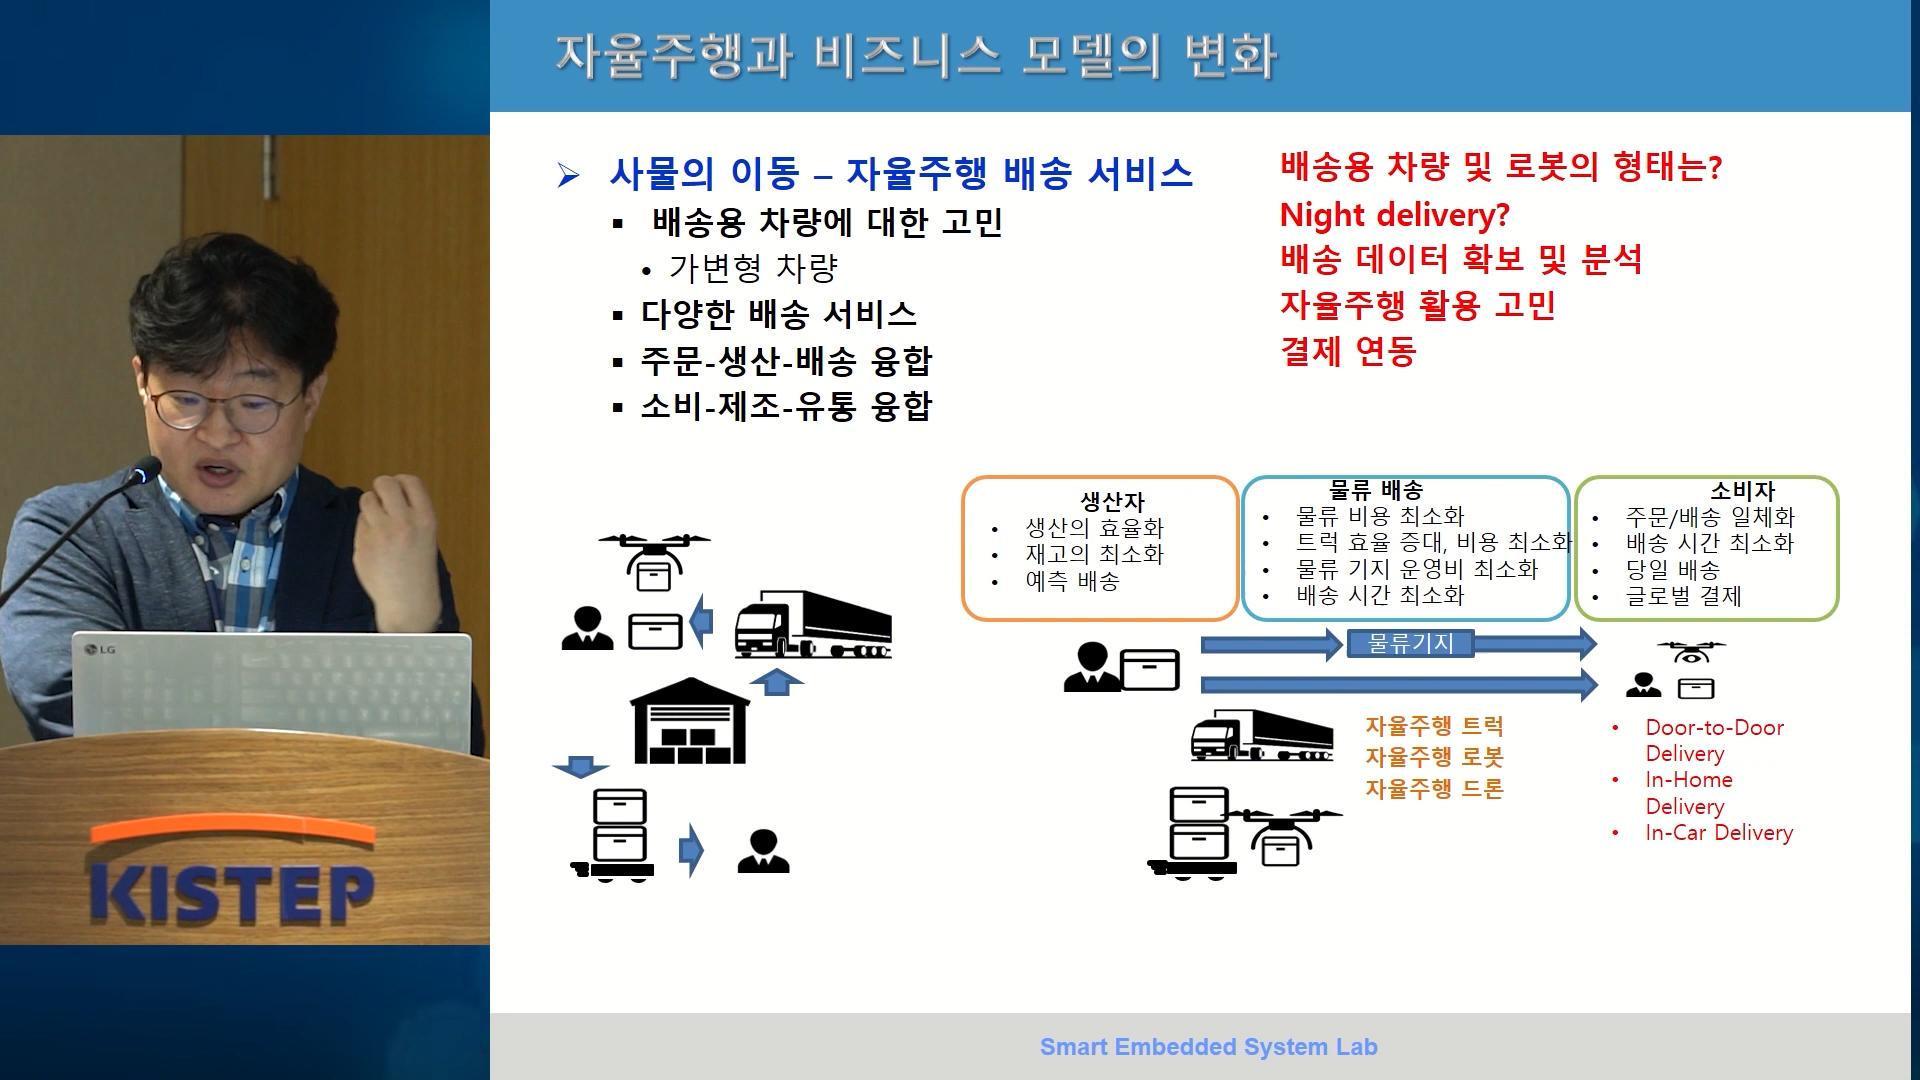 자율주행과 비즈니스 모델의 변화
사물의 이동 – 자율주행 배송 서비스
배송용 차량에 대한 고민
가변형 차량
다양한 배송 서비스
주문-생산-배송 융합
소비-제조-유통 융합
배송용 차량 및 로봇의 형태는?
Night delivery?
배송 데이터 확보 및 분석
자율주행 활용 고민
결제 연동
생산자
생산의 효율화
재고의 최소화
예측 배송
물류 배송
물류 비용 최소화
트럭 효율 증대, 비용 최소화
물류 기지 운영비 최소화
배송 시간 최소화
소비자
주문/배송 일체화
배송 시간 최소화
당일 배송
글로벌 결제
물류기지
자율주행 트럭
자율주행 로봇
자율주행 드론
Door-to-Door
Delivery
In-Home
Delivery
In-Car Delivery
LG
KISTEP
Smart Embedded System Lab